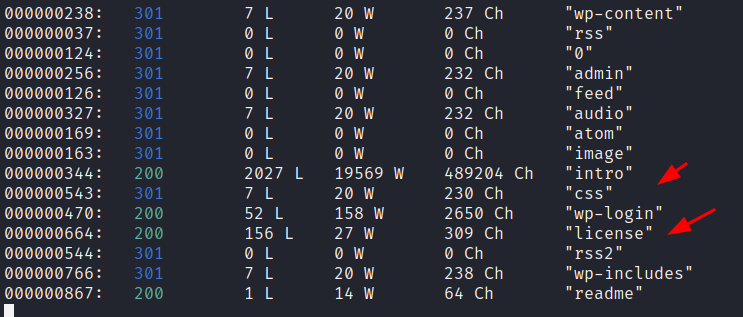 000000238: 301 7 L 20 W 237 Ch "wp-content"
000000037: 301 0 L 0 W 0 Ch "rss"
000000124: 301 0 L 0 W 0 Ch "0"
000000256: 301 7 L 20 W 232 Ch "admin"
000000126: 301 0 L 0 W 0 Ch "feed"
000000327: 301 7 L 20 W 232 Ch "audio"
000000169: 301 0 L 0 W 0 Ch "atom"
000000163: 301 0 L 0 W 0 Ch "image"
000000344: 200 2027 L 19569 W 489204 Ch "intro"
000000543: 301 7 L 20 W 230 Ch "css"
000000470: 200 52 L 158 W 2650 Ch "wp-login"
000000664: 200 156 L 27 W 309 Ch "license"
000000544: 301 0 L 0 W 0 Ch "rss2"
000000766: 301 7 L 20 W 238 Ch "wp-includes"
000000867: 200 1 L 14 W 64 Ch "readme"